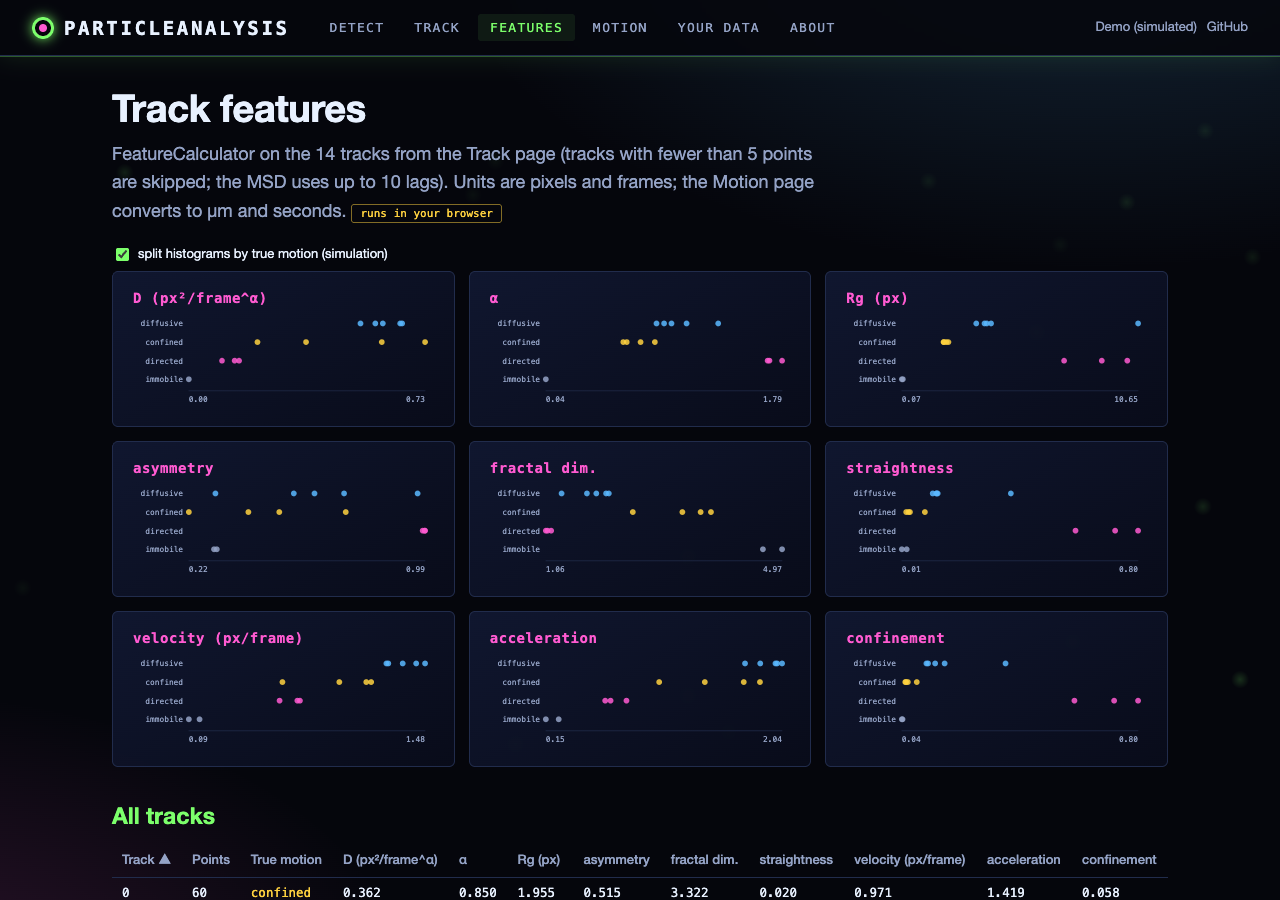 PARTICLEANALYSIS DETECT TRACK FEATURES MOTION YOUR DATA ABOUT Demo (simulated) GitHub
Track features
FeatureCalculator on the 14 tracks from the Track page (tracks with fewer than 5 points
are skipped; the MSD uses up to 10 lags). Units are pixels and frames; the Motion page
converts to µm and seconds. runs in your browser
split histograms by true motion (simulation)
D (px²/frame^α)
diffusive
confined
directed
immobile
0.00 0.73
α
diffusive
confined
directed
immobile
0.04 1.79
Rg (px)
diffusive
confined
directed
immobile
0.07 10.65
asymmetry
diffusive
confined
directed
immobile
0.22 0.99
fractal dim.
diffusive
confined
directed
immobile
1.06 4.97
straightness
diffusive
confined
directed
immobile
0.01 0.80
velocity (px/frame)
diffusive
confined
directed
immobile
0.09 1.48
acceleration
diffusive
confined
directed
immobile
0.15 2.04
confinement
diffusive
confined
directed
immobile
0.04 0.80
All tracks
Track ▲ Points True motion D (px²/frame^α) α Rg (px) asymmetry fractal dim. straightness velocity (px/frame) acceleration confinement
0 60 confined 0.362 0.850 1.955 0.515 3.322 0.020 0.971 1.419 0.058